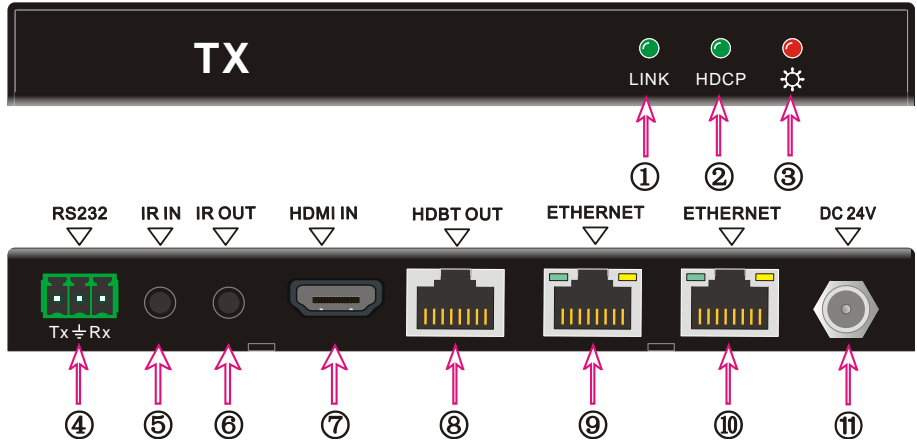 TX
LINK HDCP
① ② ③
RS232 IR IN IR OUT HDMI IN HDBT OUT ETHERNET ETHERNET DC 24V
Tx Rx
④ ⑤ ⑥ ⑦ ⑧ ⑨ ⑩ ⑪